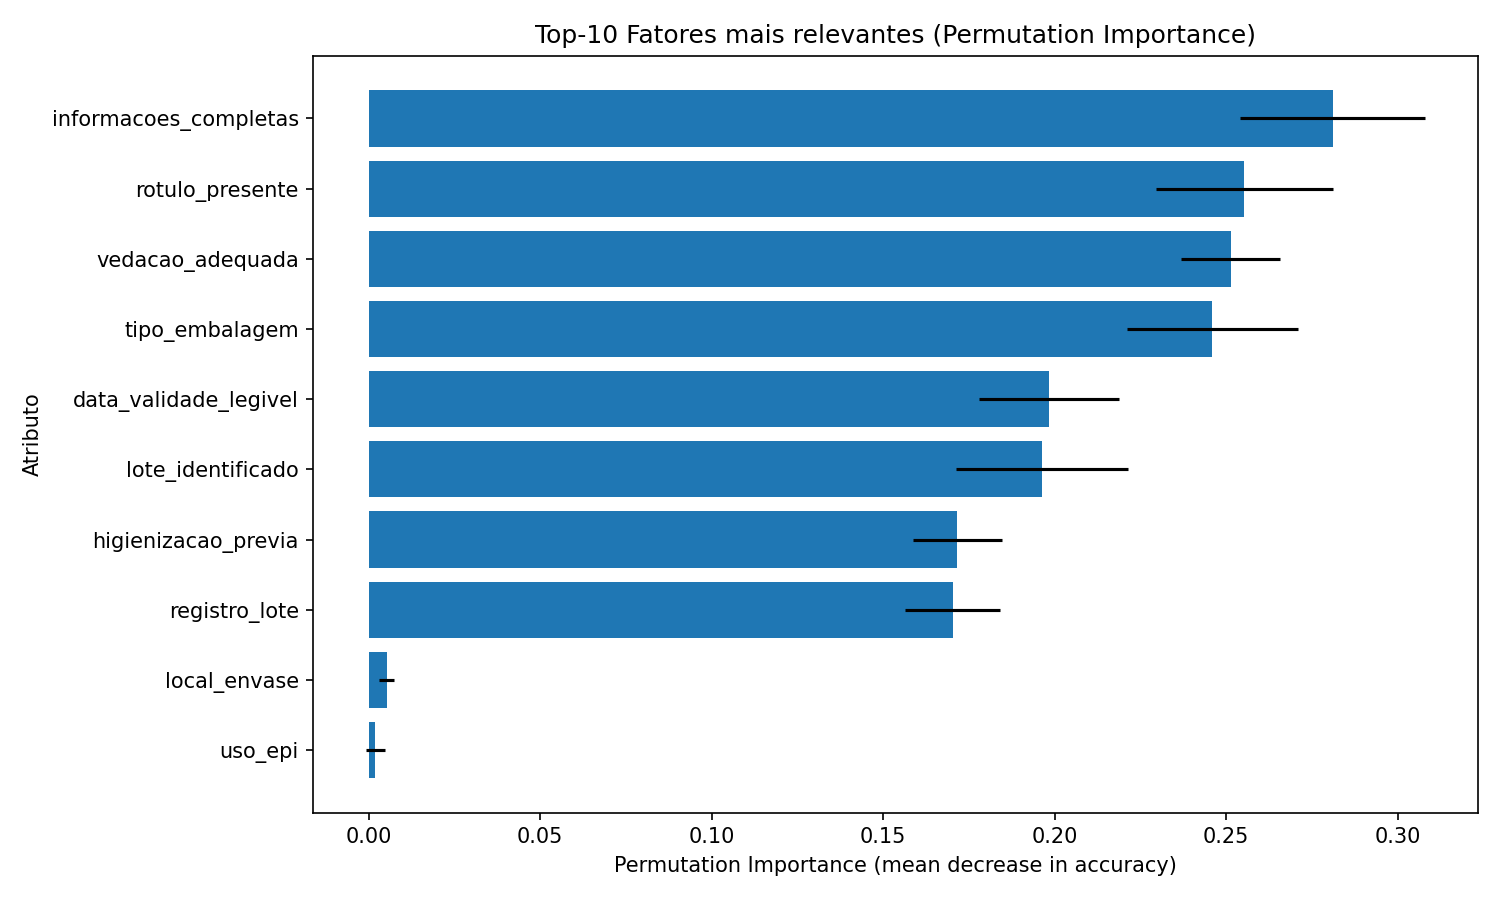 Top-10 Fatores mais relevantes (Permutation Importance)
informacoes_completas
rotulo_presente
vedacao_adequada
tipo_embalagem
data_validade_legivel
lote_identificado
higienizacao_previa
registro_lote
local_envase
uso_epi
Atributo
0.00 0.05 0.10 0.15 0.20 0.25 0.30
Permutation Importance (mean decrease in accuracy)